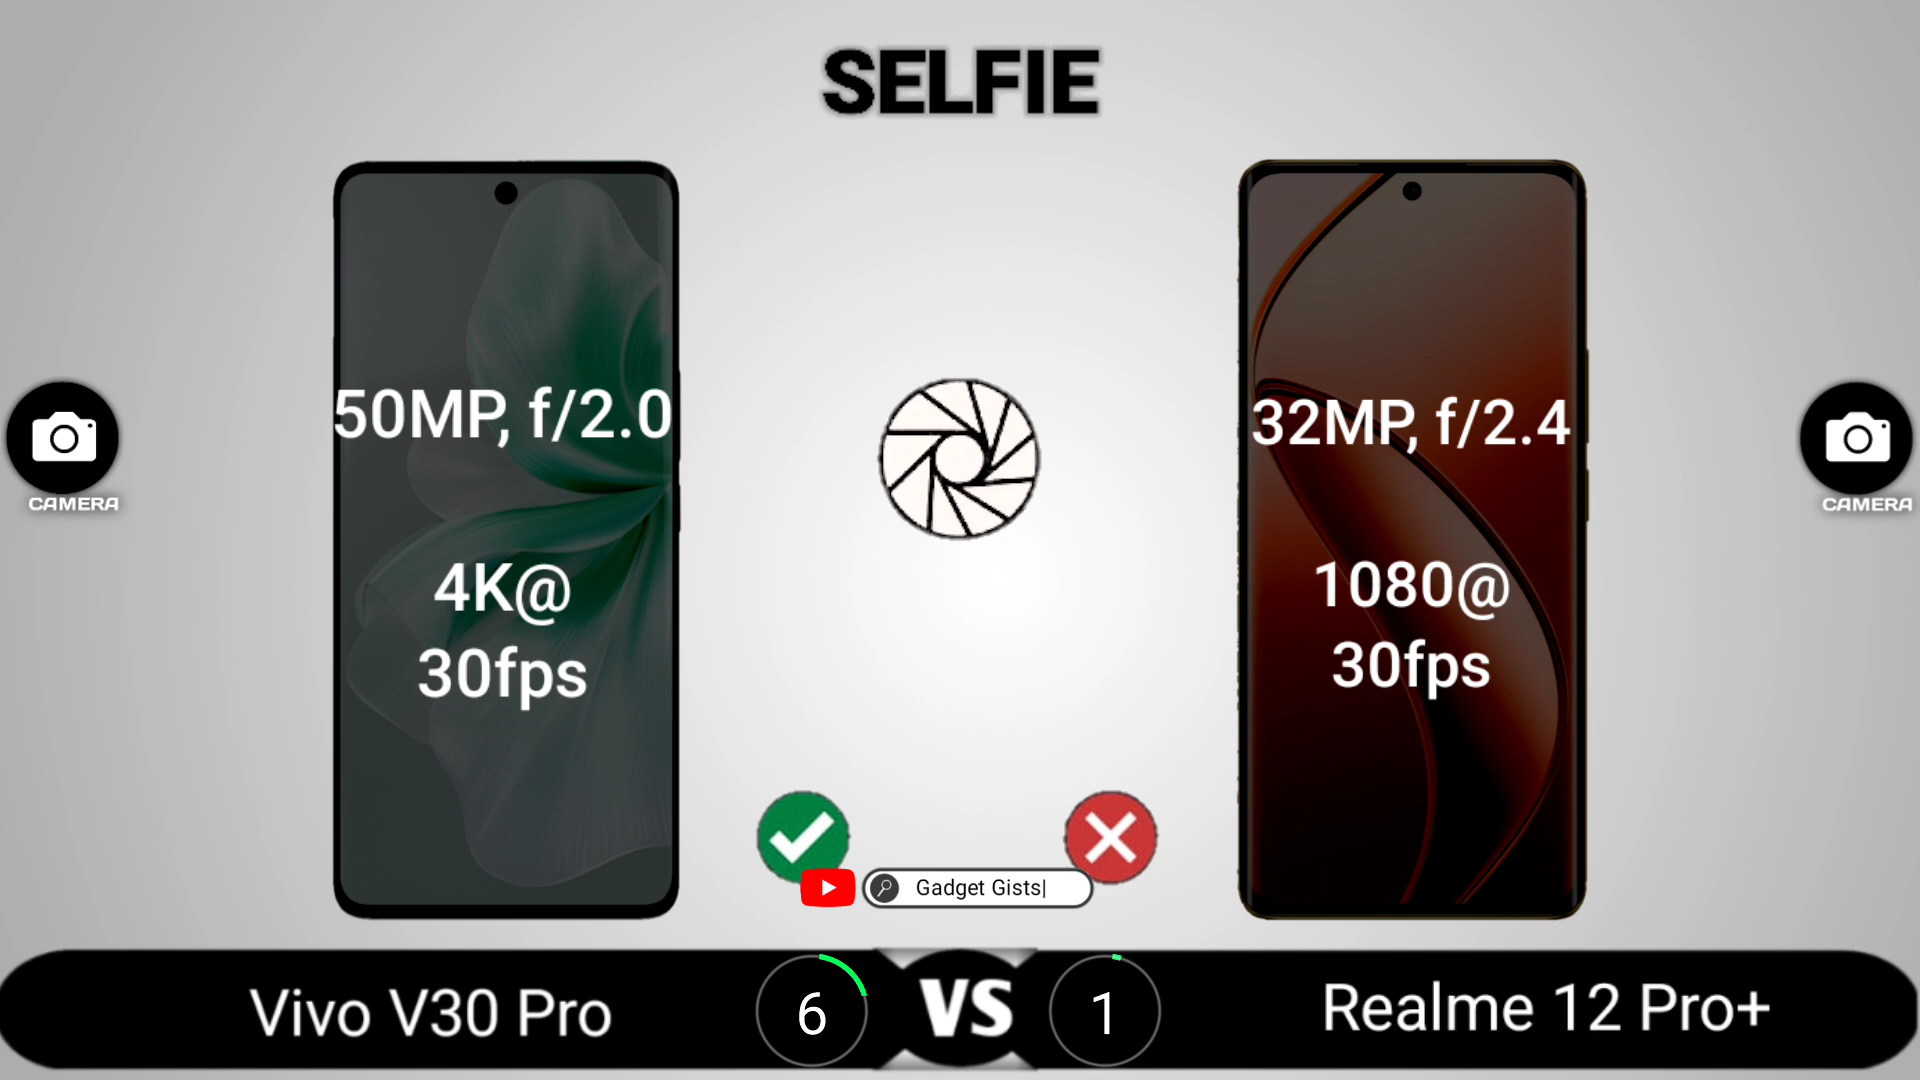 SELFIE
50MP, f/2.0
4K@
30fps
32MP, f/2.4
1080@
30fps
CAMERA
CAMERA
Gadget Gists|
Vivo V30 Pro
6
VS
1
Realme 12 Pro+